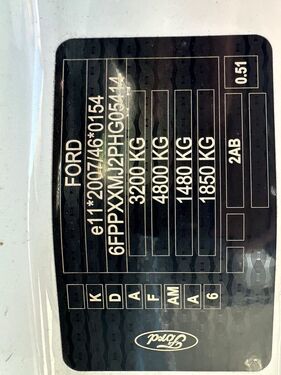 FORD
e11*2007/46*0154
6FPPXXMJ2PHG05414
3200 KG
4800 KG
1480 KG
1850 KG
2AB
0.51
K D A F AM A 6
Ford